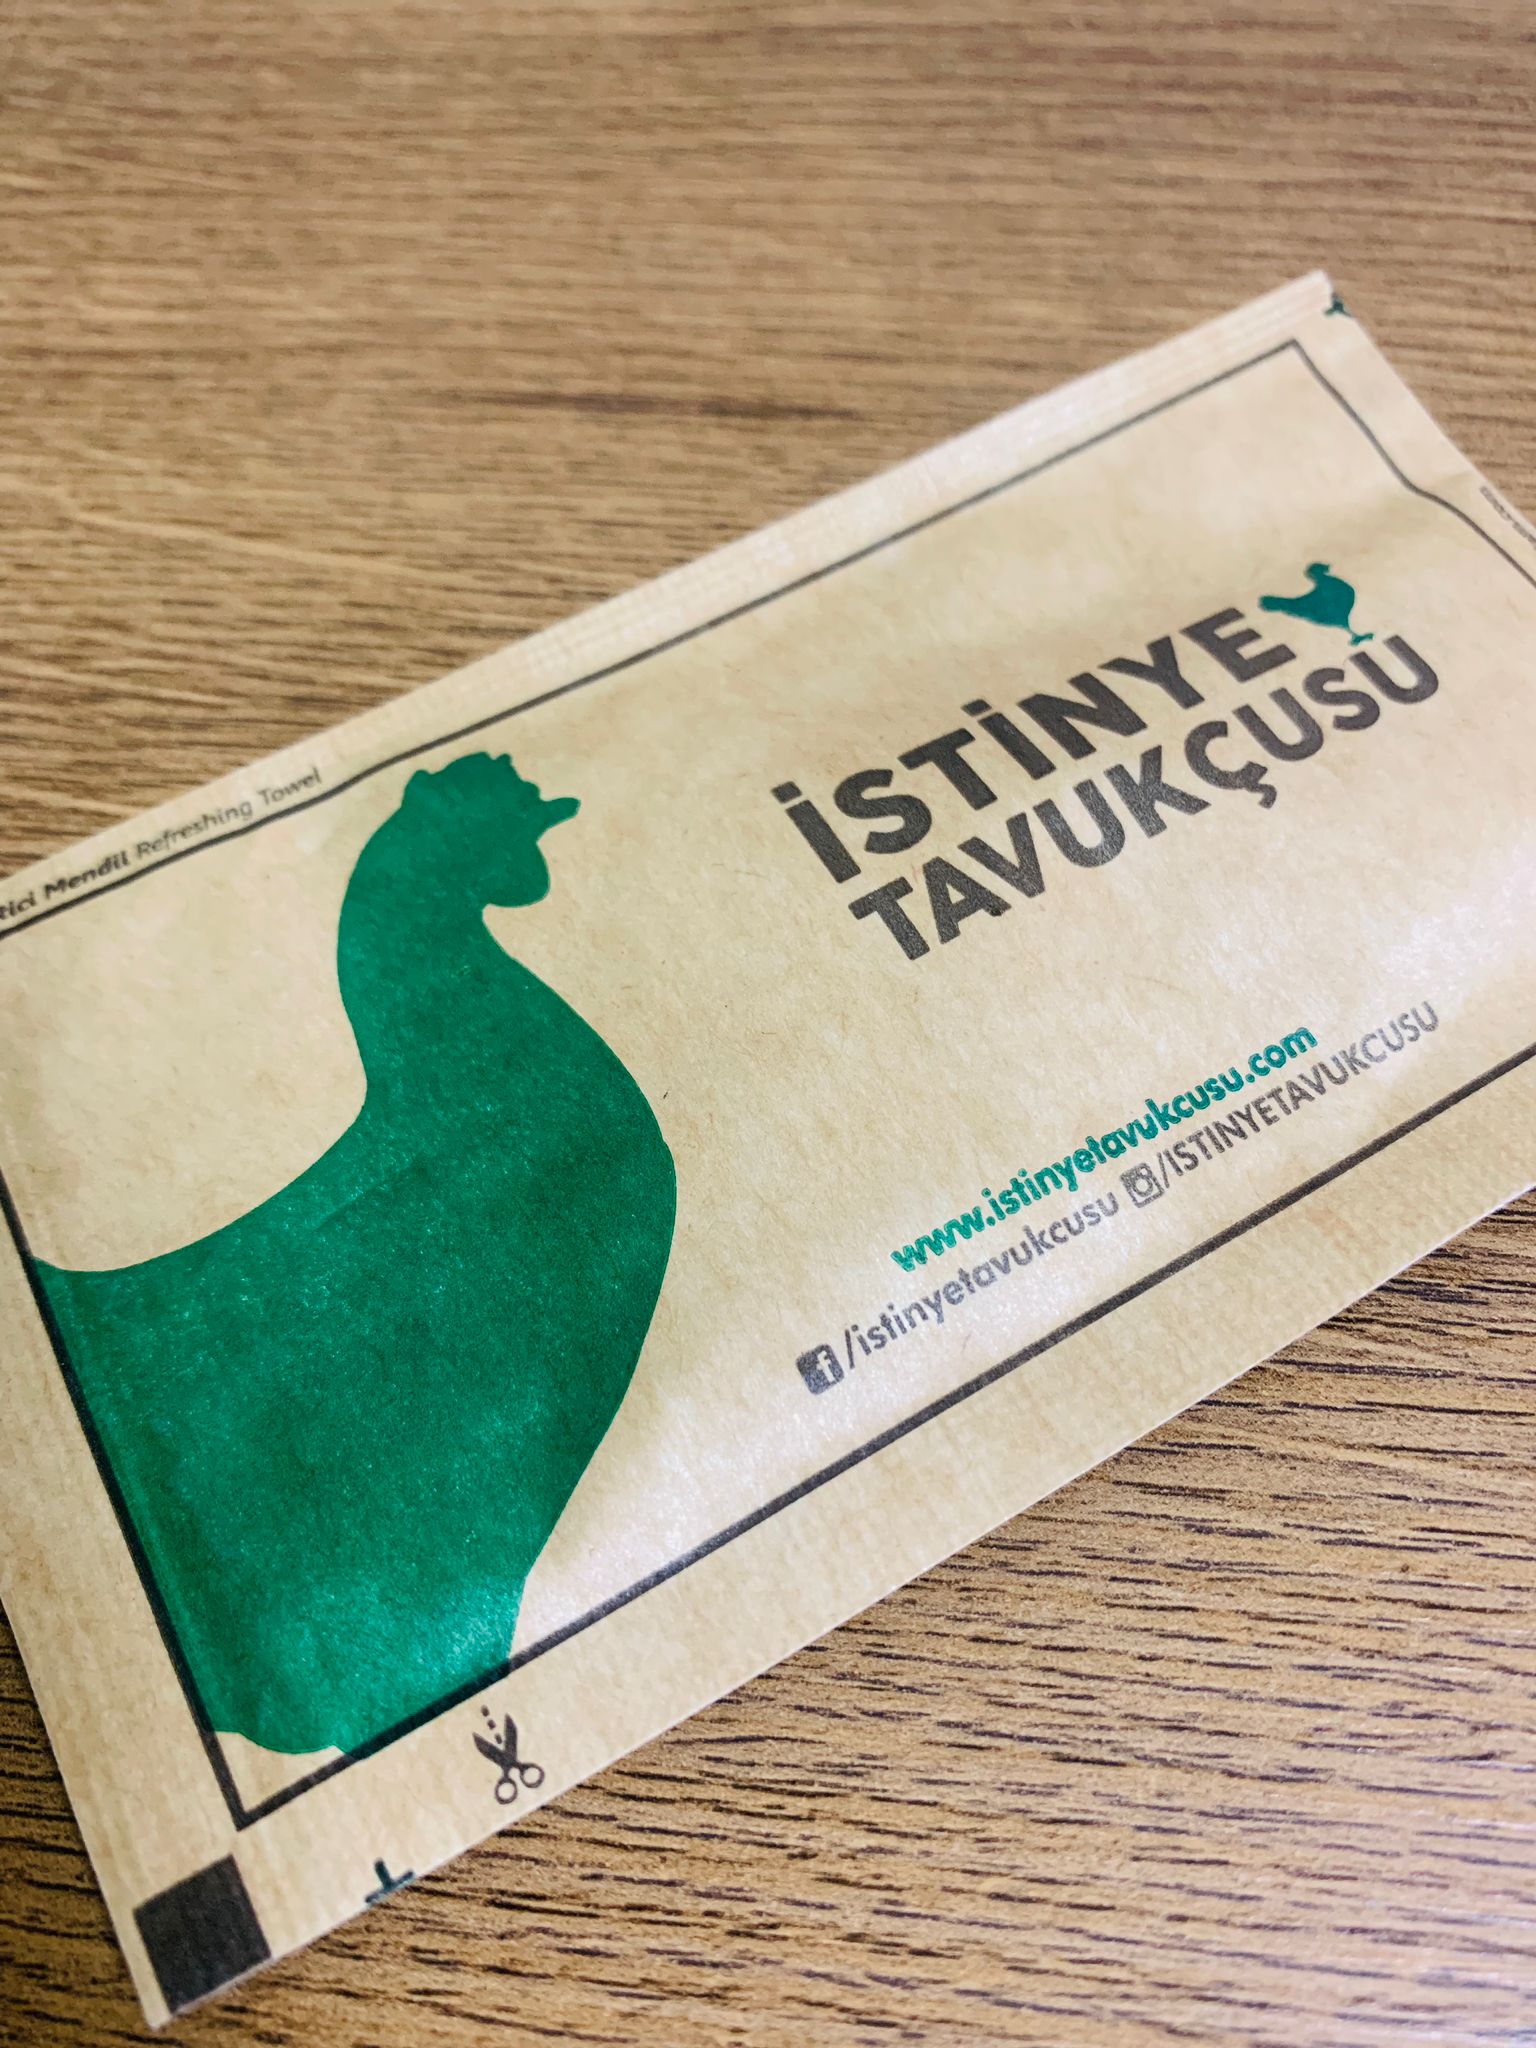 Mendil Refreshing Towel
İSTİNYE
TAVUKÇUSU
www.istinyetavukcusu.com
/istinyetavukcusu /ISTINYETAVUKCUSU